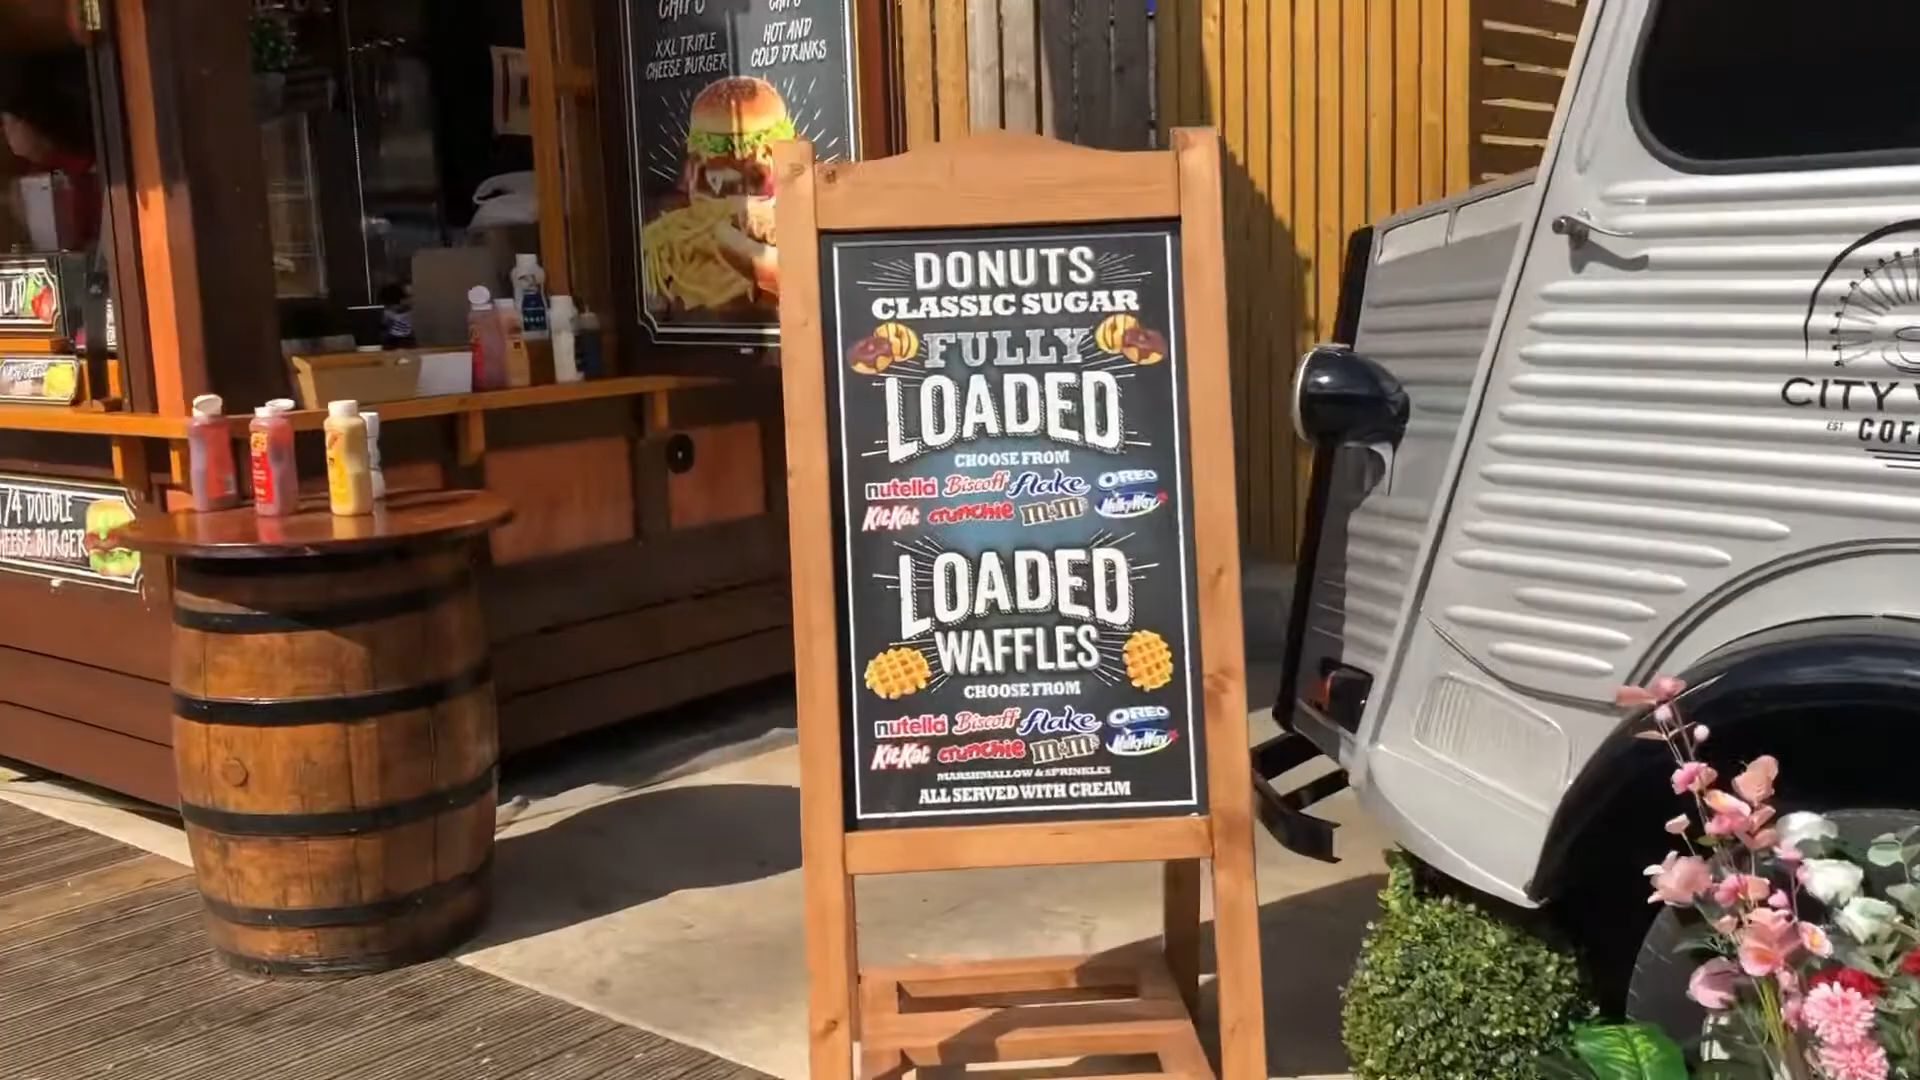 CHIPS
XXL TRIPLE
CHEESE BURGER
HOT AND
COLD DRINKS
1/4 DOUBLE
CHEESE BURGER
DONUTS
CLASSIC SUGAR
FULLY
LOADED
CHOOSE FROM
nutella Biscoff flake OREO
KitKat crunchie m&m's MilkyWay
LOADED
WAFFLES
CHOOSE FROM
nutella Biscoff flake OREO
KitKat crunchie m&m's MilkyWay
MARSHMALLOW & SPRINKLES
ALL SERVED WITH CREAM
CITY
EST